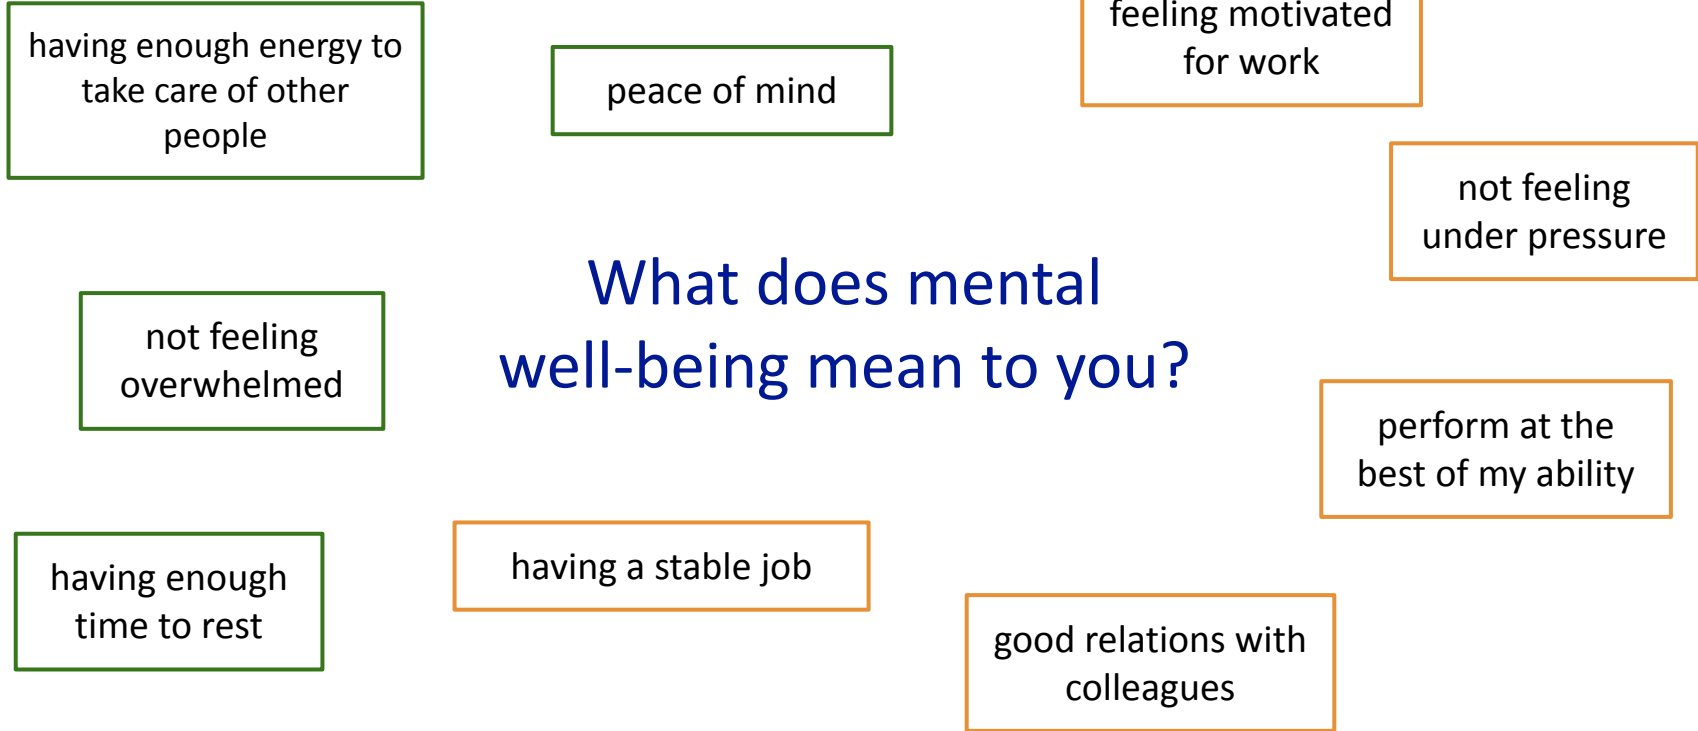 having enough energy to
take care of other
people
peace of mind
feeling motivated
for work
not feeling
under pressure
What does mental
well-being mean to you?
not feeling
overwhelmed
perform at the
best of my ability
having enough
time to rest
having a stable job
good relations with
colleagues